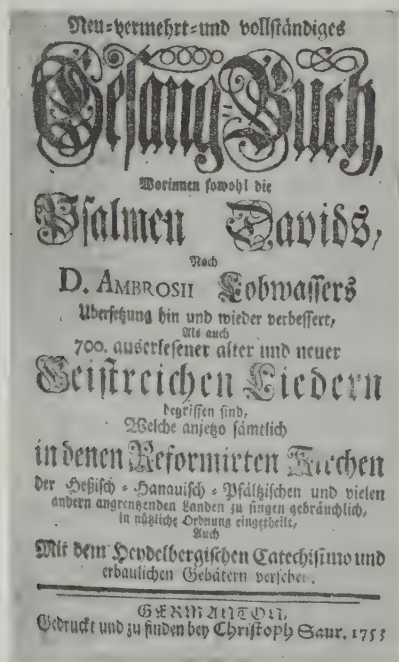 Neu-vermehrt-und vollständiges
Gesang Buch,
Worinnen sowohl die
Psalmen Davids,
Nach
D. AMBROSII Lobwassers
Ubersetzung hin und wieder verbessert,
Als auch
700. auserlesener alter und neuer
Geistreichen Liedern
begriffen sind,
Welche anjetzo sämtlich
in denen Reformirten Kirchen
der Heßisch-Hanauisch-Pfältzischen und vielen
andern angrentzenden Landen zu singen gebräuchlich,
in nützliche Ordnung eingetheilt,
Auch
Mit dem Heydelbergischen Catechismo und
erbaulichen Gebätern versehen.
GERMANTON,
Gedruckt und zu finden bey Christoph Saur. 1753